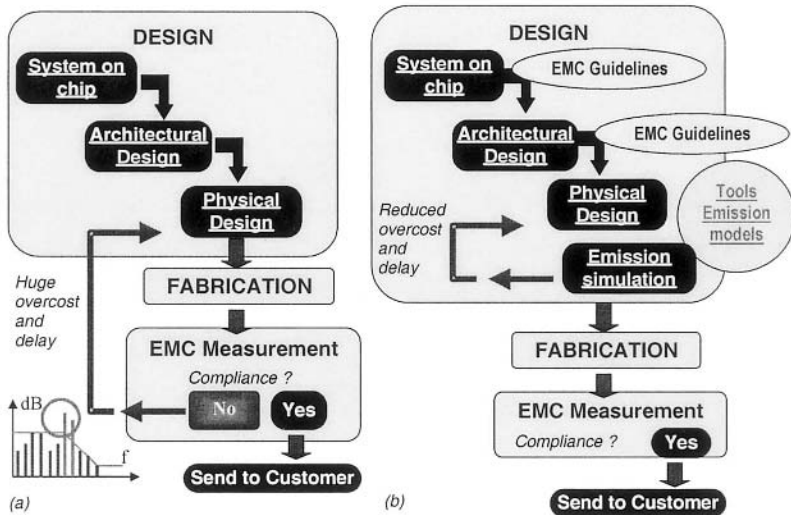 DESIGN
System on
chip
Architectural
Design
Physical
Design
Huge
overcost
and
delay
FABRICATION
EMC Measurement
Compliance ?
No
Yes
Send to Customer
dB
f
(a)
DESIGN
System on
chip
EMC Guidelines
Architectural
Design
EMC Guidelines
Physical
Design
Tools
Emission
models
Reduced
overcost
and
delay
Emission
simulation
FABRICATION
EMC Measurement
Compliance ?
Yes
Send to Customer
(b)